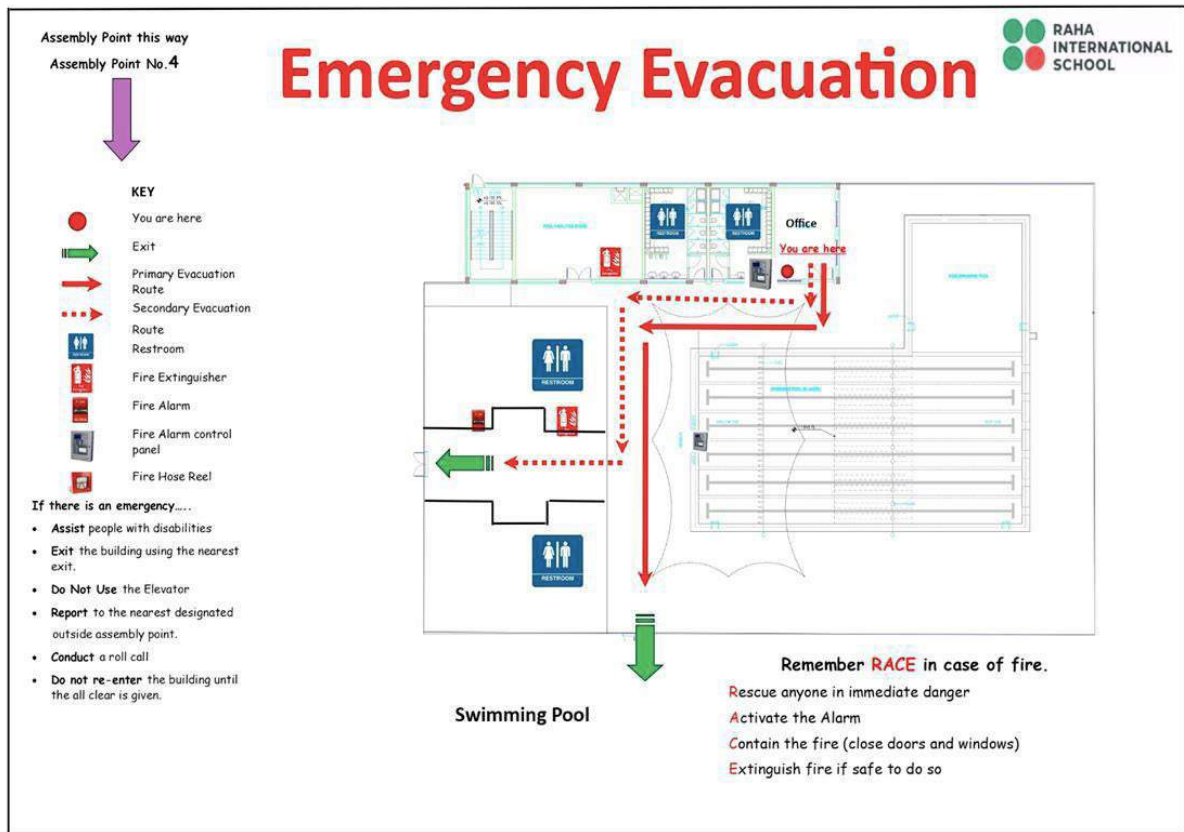 Assembly Point this way
Assembly Point No.4
Emergency Evacuation
RAHA
INTERNATIONAL
SCHOOL
KEY
You are here
Exit
Primary Evacuation
Route
Secondary Evacuation
Route
RESTROOM
Restroom
Fire Extinguisher
Fire Alarm
Fire Alarm control
panel
Fire Hose Reel
If there is an emergency.....
• Assist people with disabilities
• Exit the building using the nearest
exit.
• Do Not Use the Elevator
• Report to the nearest designated
outside assembly point.
• Conduct a roll call
• Do not re-enter the building until
the all clear is given.
RESTROOM
RESTROOM
Office
You are here
RESTROOM
RESTROOM
Swimming Pool
Remember RACE in case of fire.
Rescue anyone in immediate danger
Activate the Alarm
Contain the fire (close doors and windows)
Extinguish fire if safe to do so